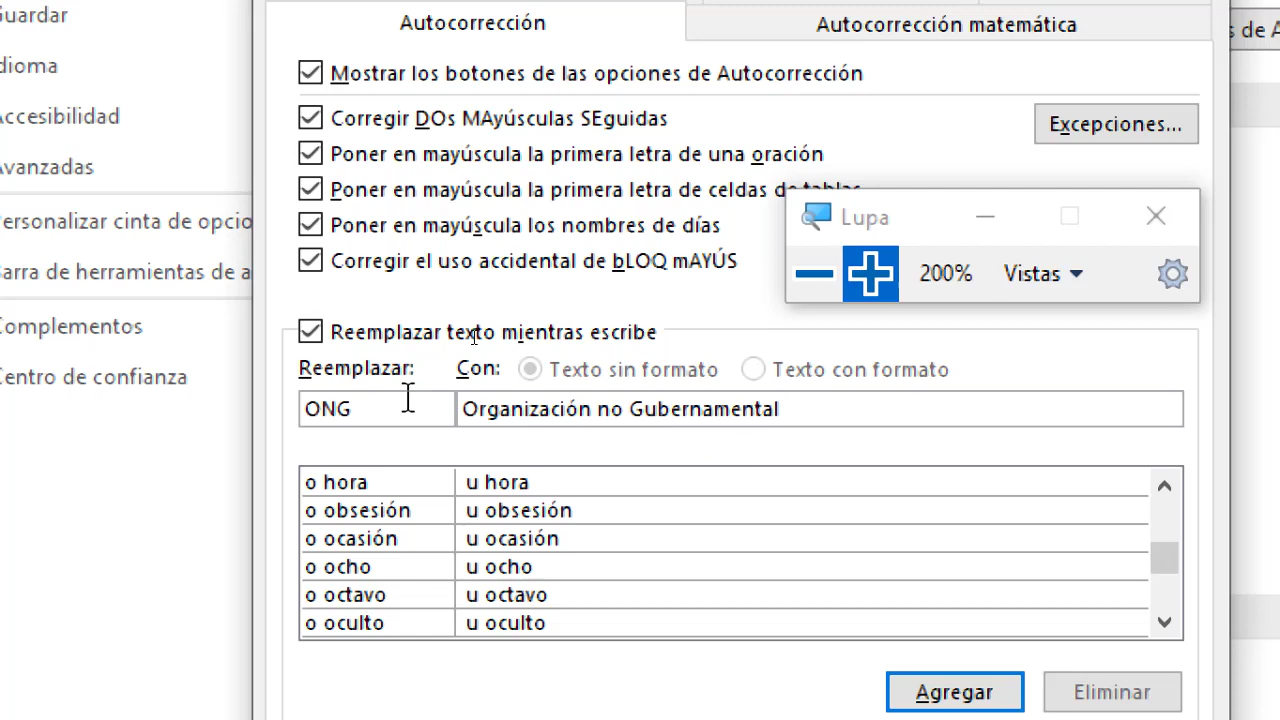 Guardar
Autocorrección
Autocorrección matemática
s de A
Idioma
Mostrar los botones de las opciones de Autocorrección
Accesibilidad
Corregir DOs MAyúsculas SEguidas
Excepciones...
Avanzadas
Poner en mayúscula la primera letra de una oración
Poner en mayúscula la primera letra de celdas de tablas
Personalizar cinta de opcio
Poner en mayúscula los nombres de días
Lupa
Barra de herramientas de a
Corregir el uso accidental de bLOQ mAYÚS
200%
Vistas
Complementos
Reemplazar texto mientras escribe
Centro de confianza
Reemplazar:
Con:
Texto sin formato
Texto con formato
ONG
Organización no Gubernamental
o hora u hora
o obsesión u obsesión
o ocasión u ocasión
o ocho u ocho
o octavo u octavo
o oculto u oculto
Agregar
Eliminar